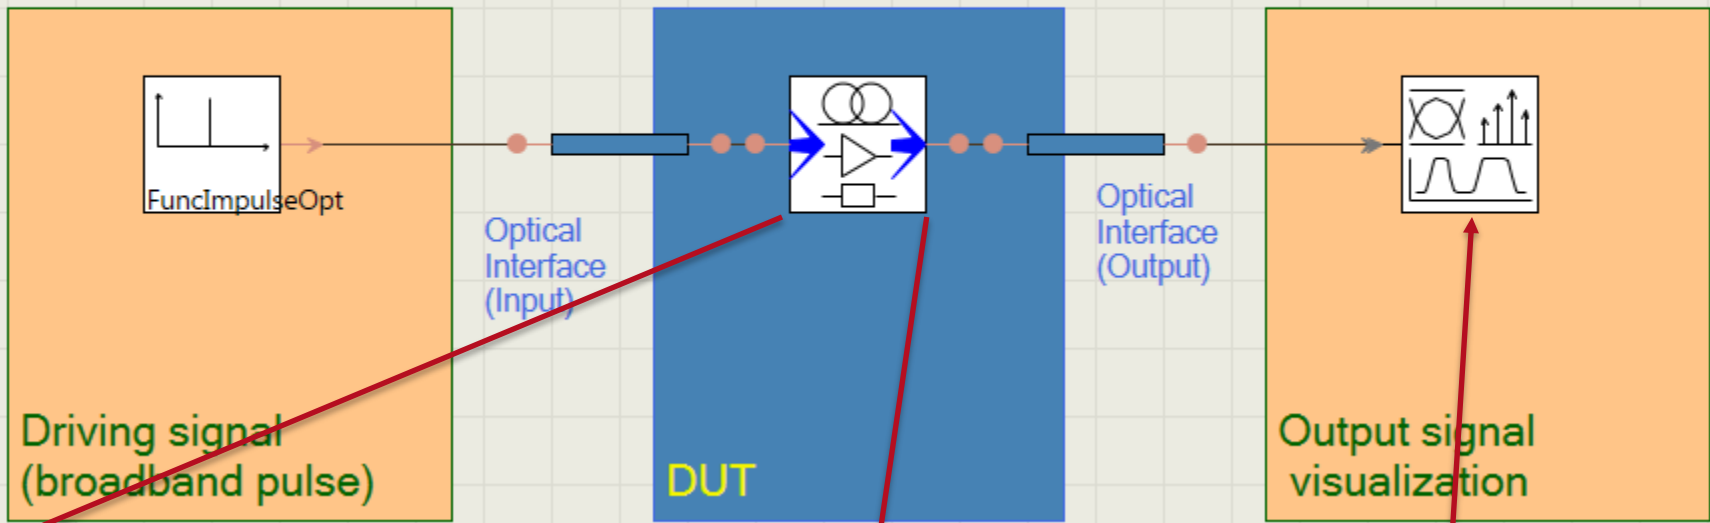 FuncImpulseOpt
Optical
Interface
(Input)
Optical
Interface
(Output)
Driving signal
(broadband pulse)
DUT
Output signal
visualization